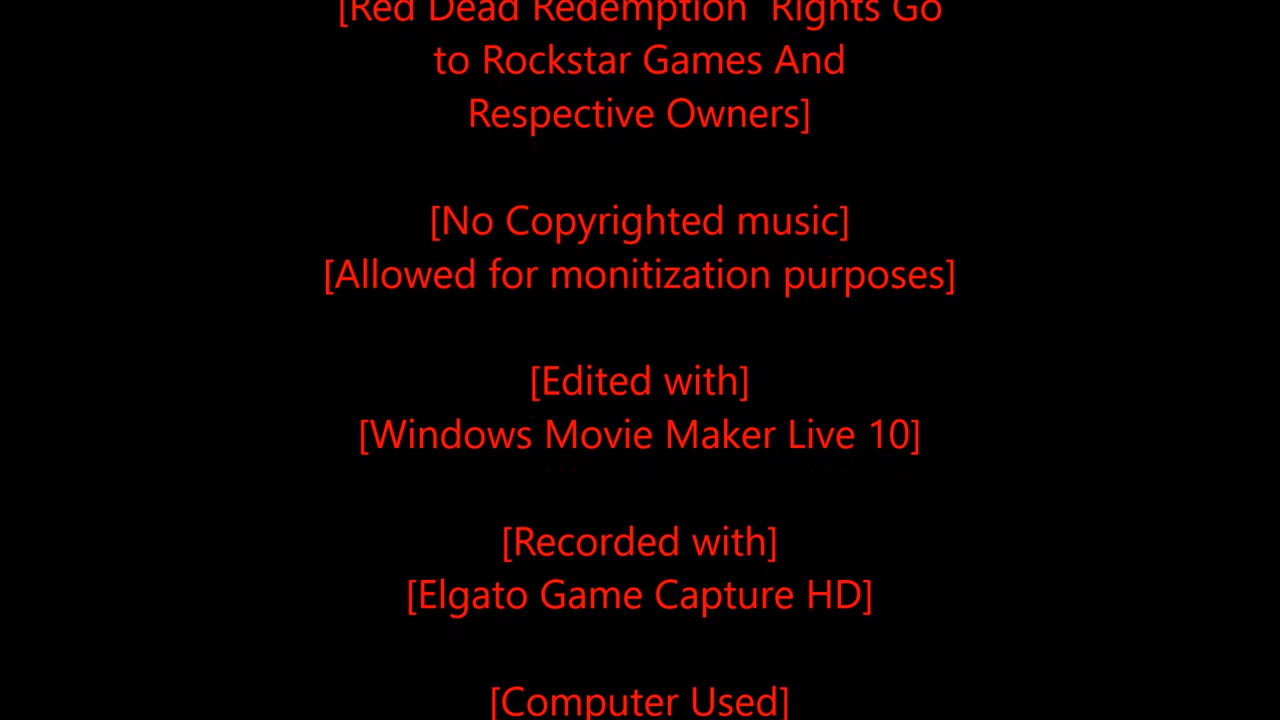 [Red Dead Redemption  Rights Go
to Rockstar Games And
Respective Owners]
[No Copyrighted music]
[Allowed for monitization purposes]
[Edited with]
[Windows Movie Maker Live 10]
[Recorded with]
[Elgato Game Capture HD]
[Computer Used]